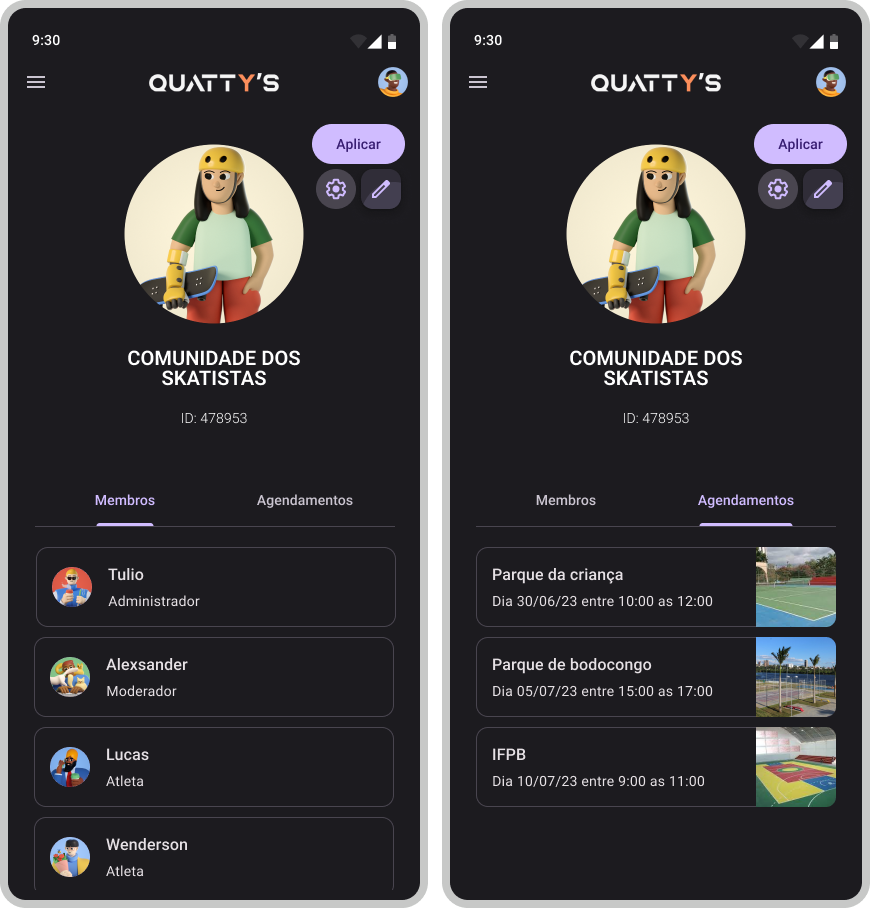 9:30
QUATTY'S
Aplicar
COMUNIDADE DOS
SKATISTAS
ID: 478953
Membros Agendamentos
Tulio
Administrador
Alexsander
Moderador
Lucas
Atleta
Wenderson
Atleta
9:30
QUATTY'S
Aplicar
COMUNIDADE DOS
SKATISTAS
ID: 478953
Membros Agendamentos
Parque da criança
Dia 30/06/23 entre 10:00 as 12:00
Parque de bodocongo
Dia 05/07/23 entre 15:00 as 17:00
IFPB
Dia 10/07/23 entre 9:00 as 11:00